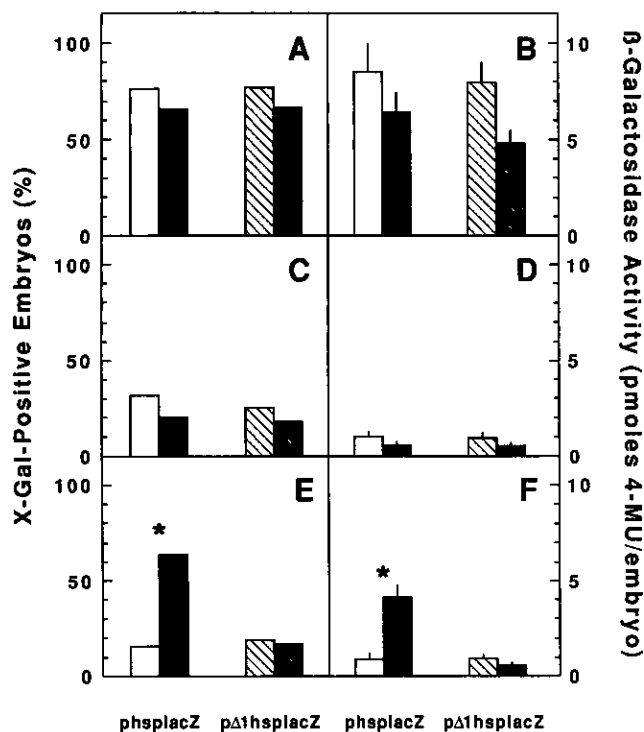 A
B
100
50
0
10
5
0
C
D
100
50
0
10
5
0
E
F
100
50
0
10
5
0
*
*
X-Gal-Positive Embryos (%)
β-Galactosidase Activity (pmoles 4-MU/embryo)
phsplacZ pΔ1hsplacZ phsplacZ pΔ1hsplacZ